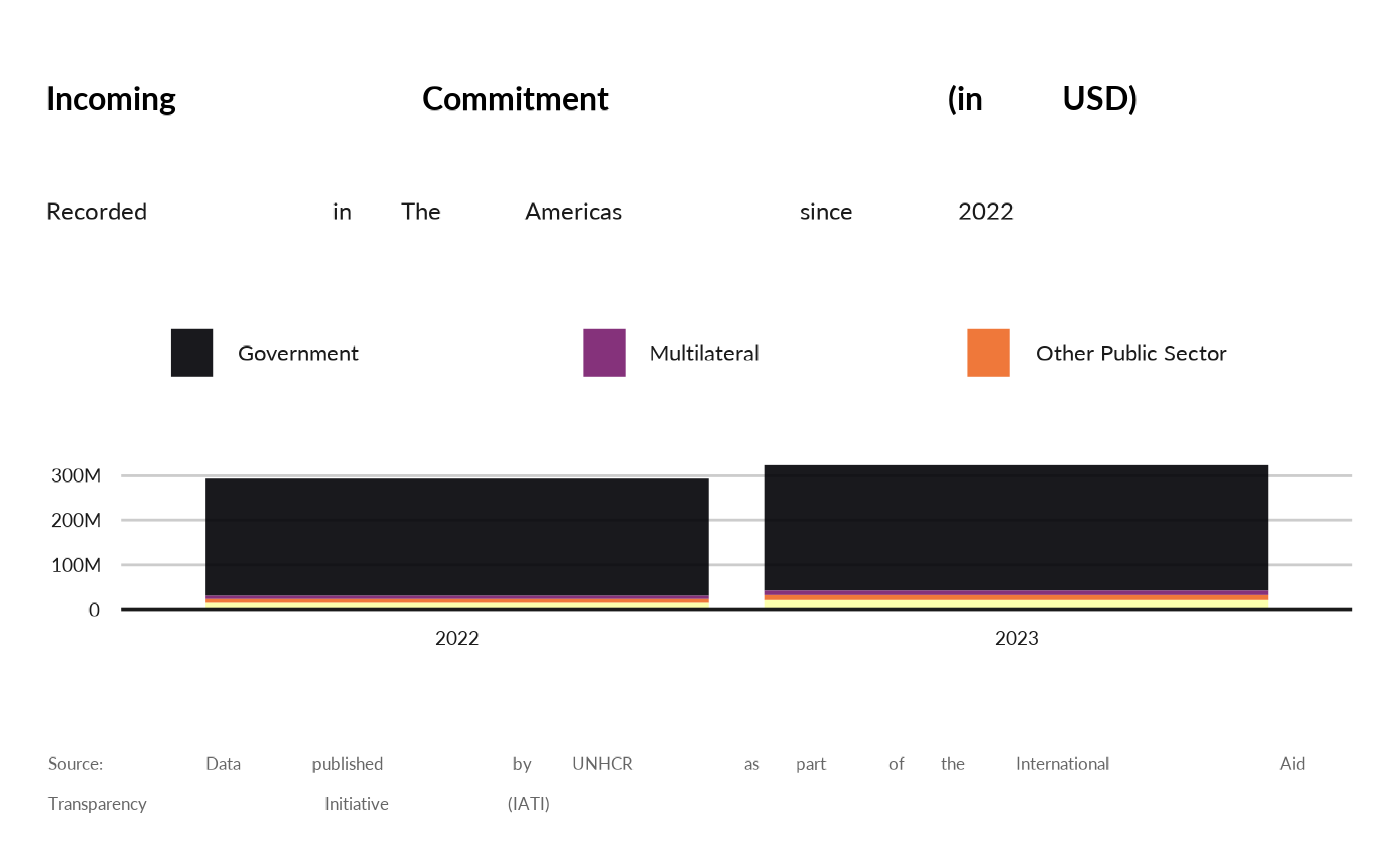 Incoming Commitment (in USD)
Recorded in The Americas since 2022
Government Multilateral Other Public Sector
300M
200M
100M
0
2022 2023
Source: Data published by UNHCR as part of the International Aid
Transparency Initiative (IATI)